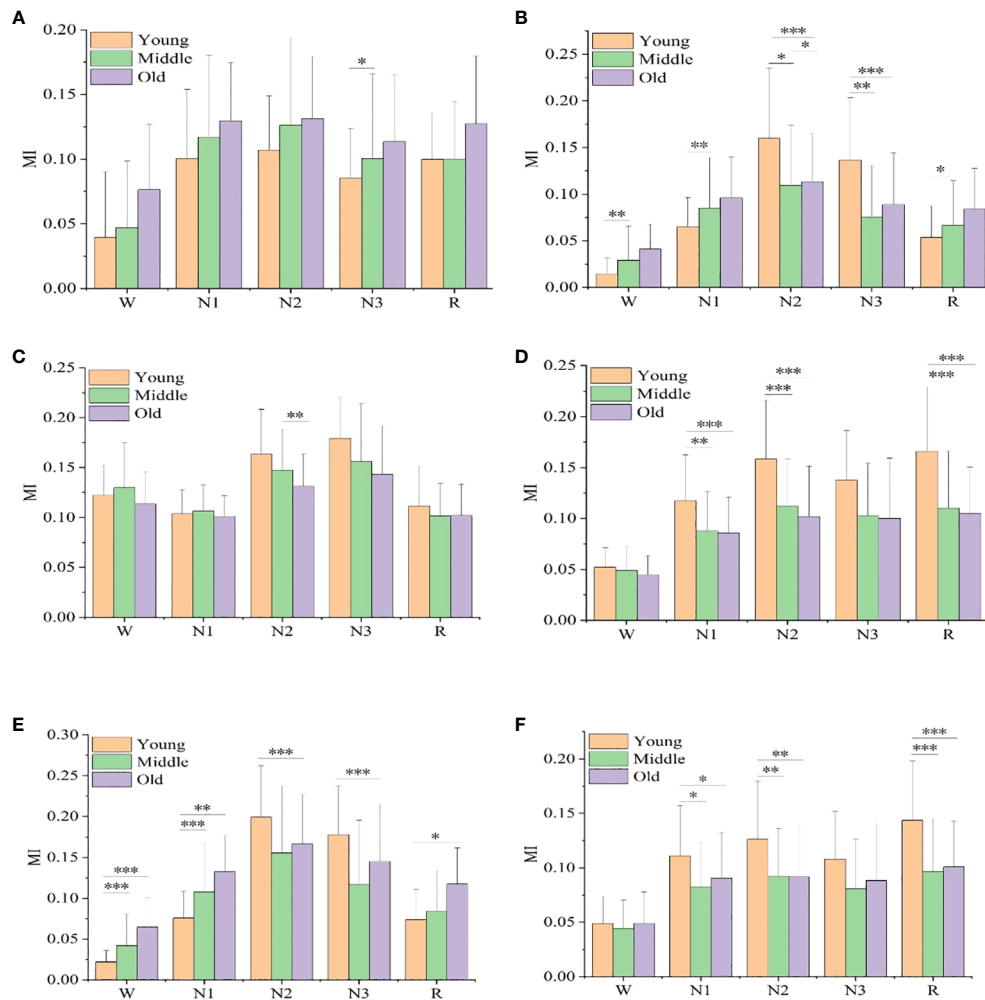 A
0.20
0.15
0.10
0.05
0.00
MI
Young
Middle
Old
*
W N1 N2 N3 R
B
0.25
0.20
0.15
0.10
0.05
0.00
MI
Young
Middle
Old
**
**
***
*
*
***
**
*
W N1 N2 N3 R
C
0.25
0.20
0.15
0.10
0.05
0.00
MI
Young
Middle
Old
**
W N1 N2 N3 R
D
0.25
0.20
0.15
0.10
0.05
0.00
MI
Young
Middle
Old
***
**
***
***
***
***
W N1 N2 N3 R
E
0.30
0.25
0.20
0.15
0.10
0.05
0.00
MI
Young
Middle
Old
***
***
**
***
***
***
*
W N1 N2 N3 R
F
0.20
0.15
0.10
0.05
0.00
MI
Young
Middle
Old
*
*
**
**
***
***
W N1 N2 N3 R